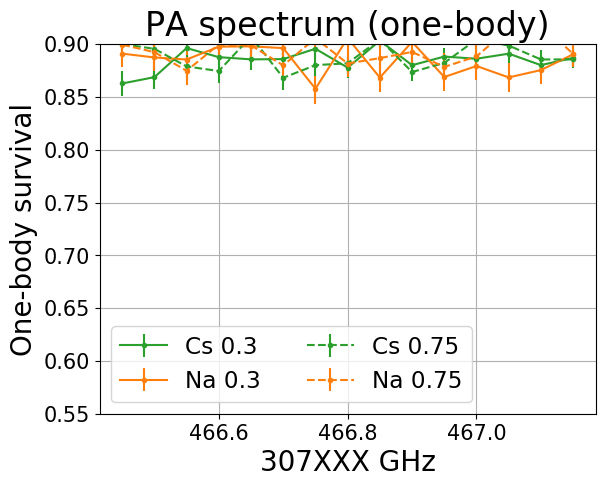 PA spectrum (one-body)
One-body survival
0.90
0.85
0.80
0.75
0.70
0.65
0.60
0.55
Cs 0.3
Cs 0.75
Na 0.3
Na 0.75
466.6
466.8
467.0
307XXX GHz